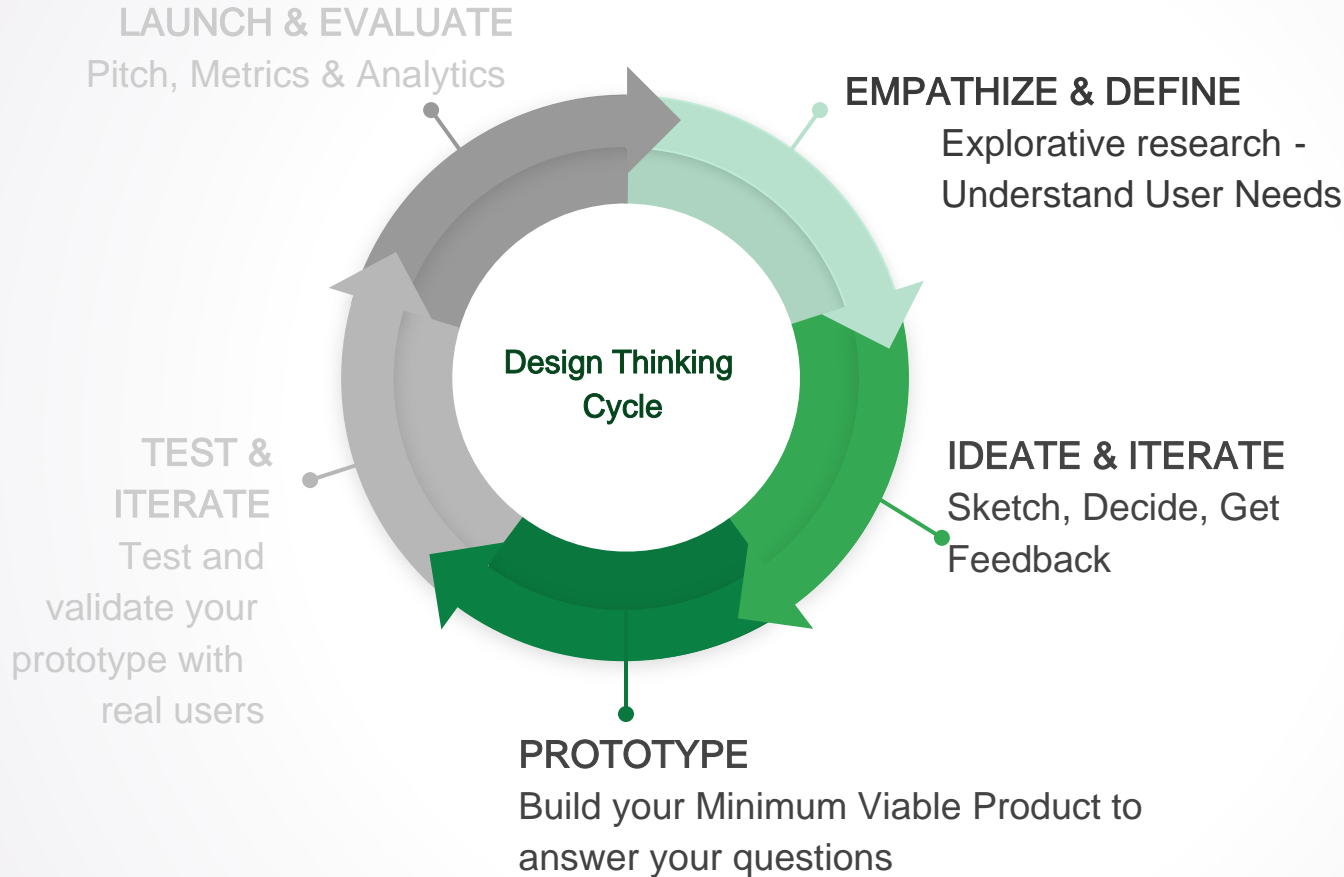 LAUNCH & EVALUATE
Pitch, Metrics & Analytics
EMPATHIZE & DEFINE
Explorative research -
Understand User Needs
Design Thinking
Cycle
IDEATE & ITERATE
Sketch, Decide, Get
Feedback
TEST &
ITERATE
Test and
validate your
prototype with
real users
PROTOTYPE
Build your Minimum Viable Product to
answer your questions